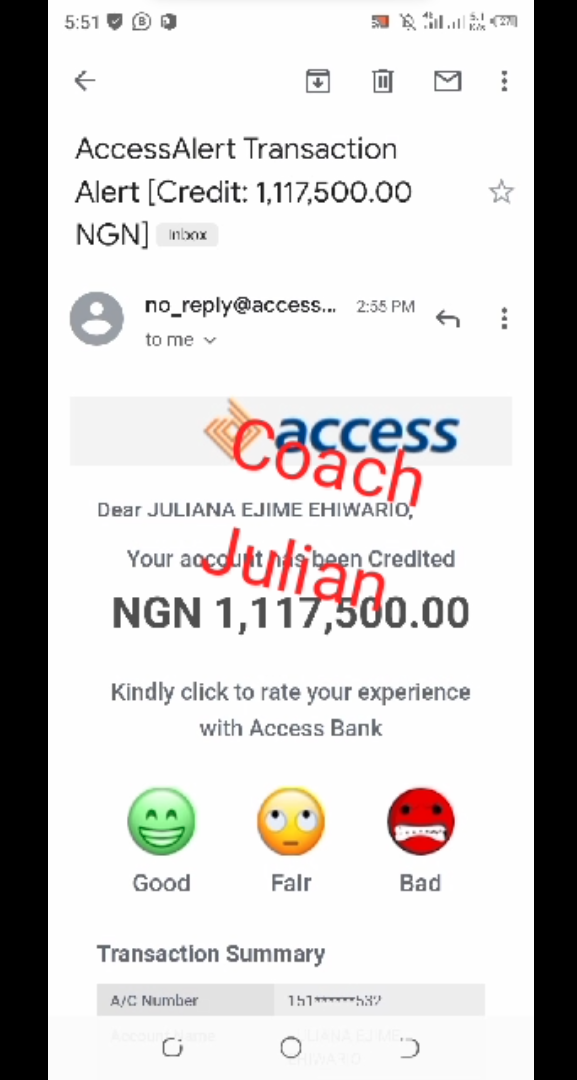 5:51
AccessAlert Transaction
Alert [Credit: 1,117,500.00
NGN] Inbox
no_reply@access... 2:55 PM
to me
access
Coach
Dear JULIANA EJIME EHIWARIO,
Julian
Your account has been Credited
NGN 1,117,500.00
Kindly click to rate your experience
with Access Bank
Good Fair Bad
Transaction Summary
A/C Number 151******532
Account Name
EJIME
EHIWARIO